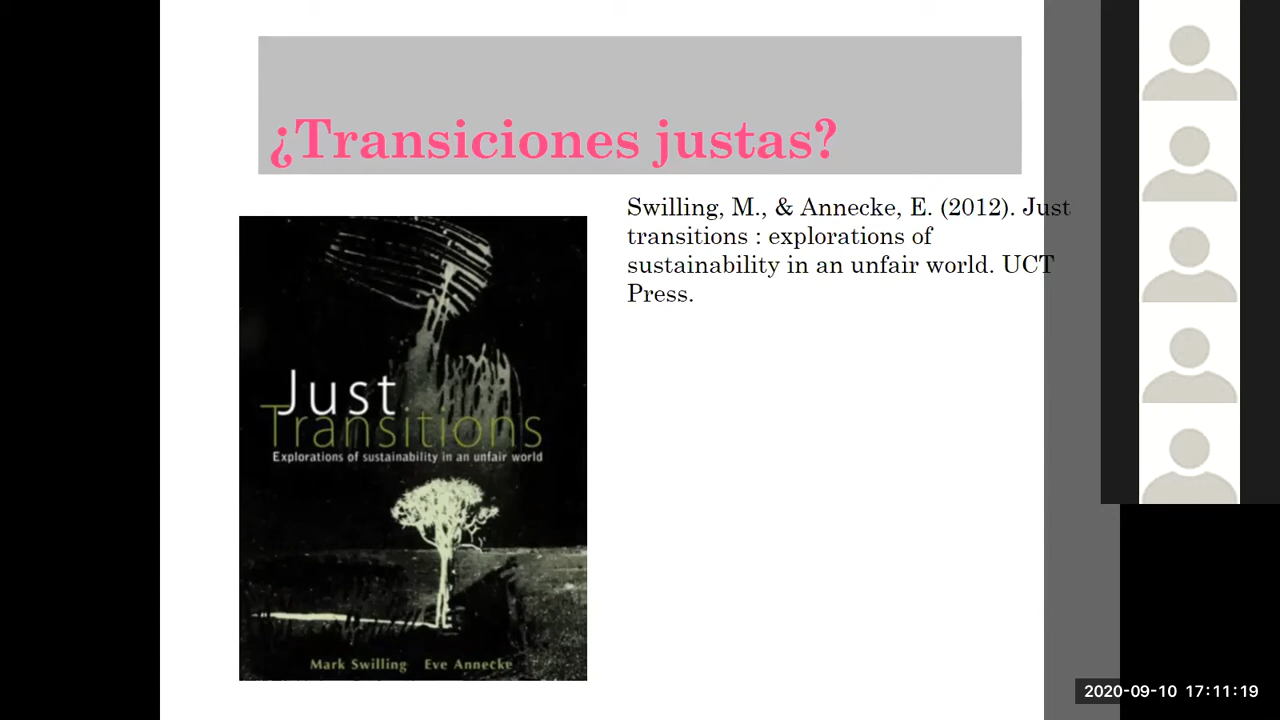 ¿Transiciones justas?
Swilling, M., & Annecke, E. (2012). Just
transitions : explorations of
sustainability in an unfair world. UCT
Press.
Just
Transitions
Explorations of sustainability in an unfair world
Mark Swilling Eve Annecke
2020-09-10 17:11:19